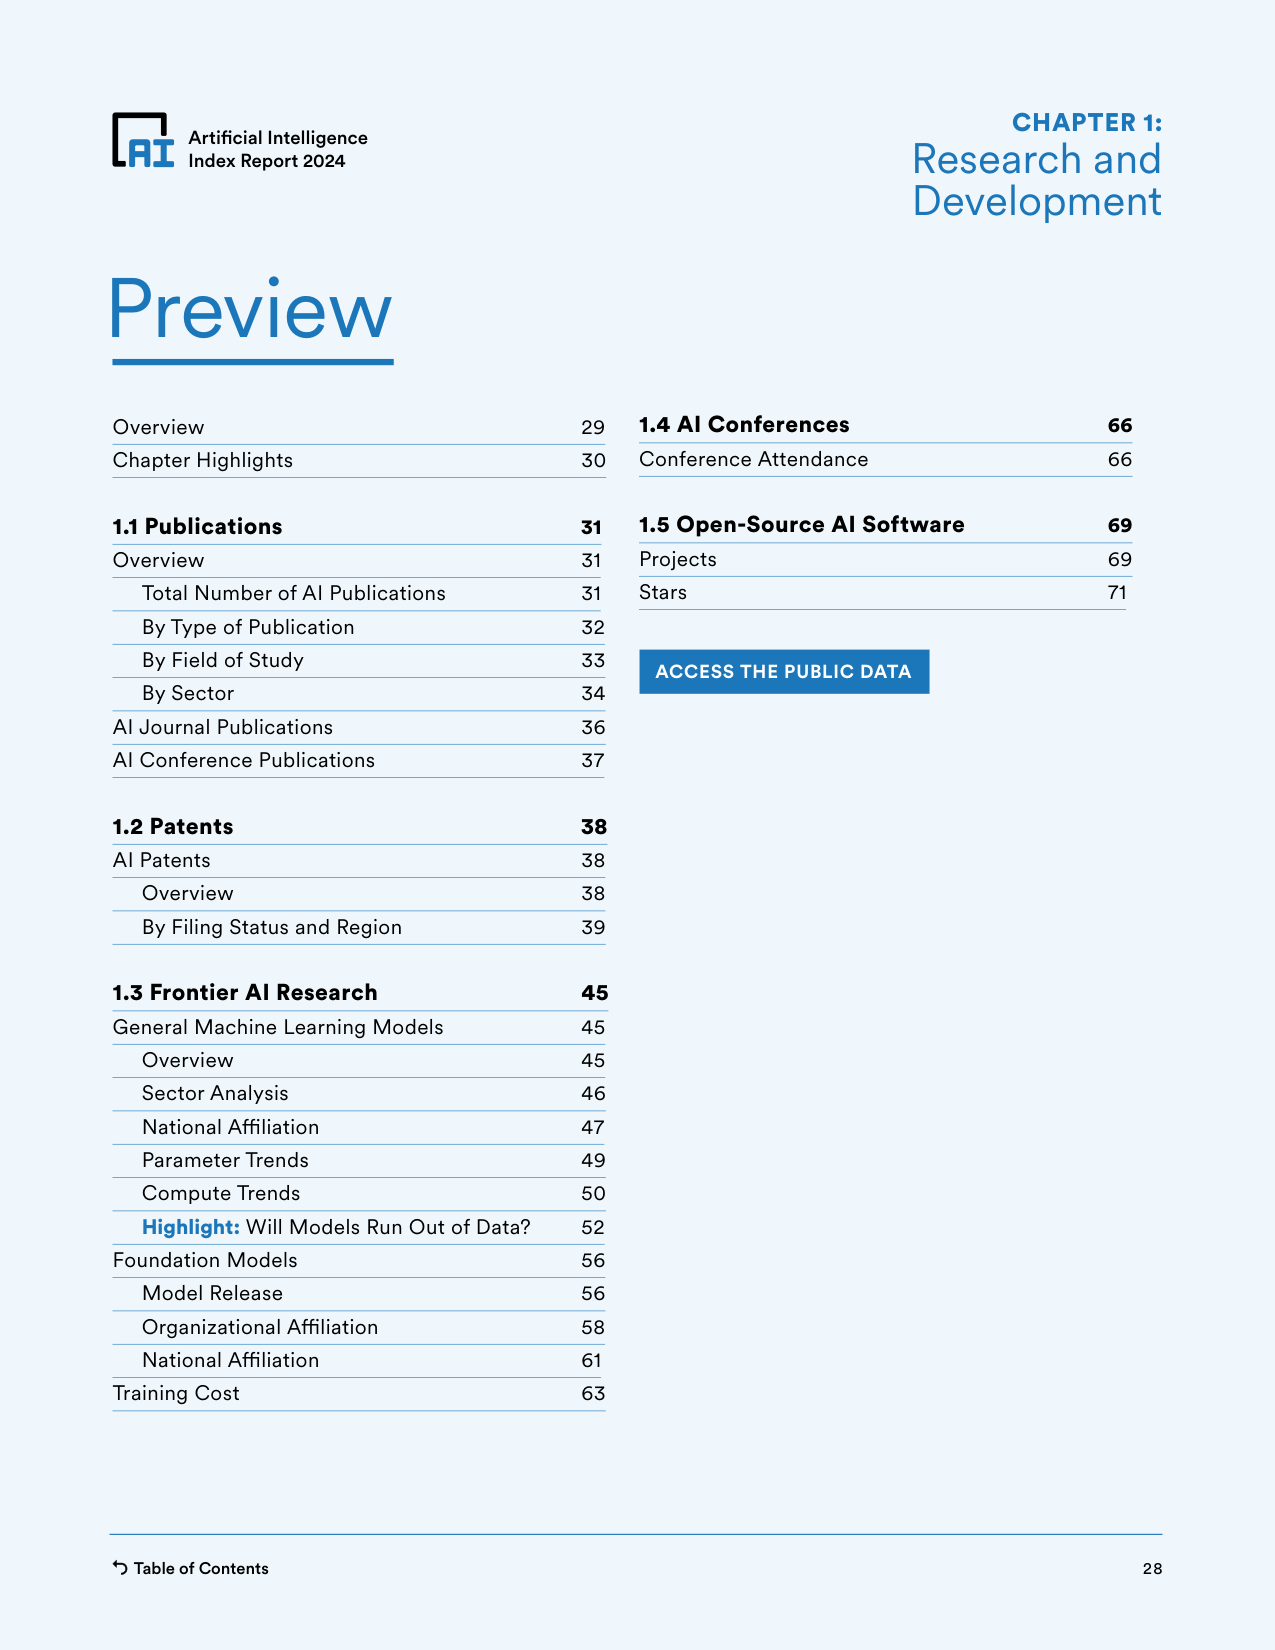 AI
Artificial Intelligence
Index Report 2024
CHAPTER 1:
Research and
Development
Preview
Overview 29
Chapter Highlights 30
1.1 Publications 31
Overview 31
Total Number of AI Publications 31
By Type of Publication 32
By Field of Study 33
By Sector 34
AI Journal Publications 36
AI Conference Publications 37
1.2 Patents 38
AI Patents 38
Overview 38
By Filing Status and Region 39
1.3 Frontier AI Research 45
General Machine Learning Models 45
Overview 45
Sector Analysis 46
National Affiliation 47
Parameter Trends 49
Compute Trends 50
Highlight: Will Models Run Out of Data? 52
Foundation Models 56
Model Release 56
Organizational Affiliation 58
National Affiliation 61
Training Cost 63
1.4 AI Conferences 66
Conference Attendance 66
1.5 Open-Source AI Software 69
Projects 69
Stars 71
ACCESS THE PUBLIC DATA
Table of Contents
28